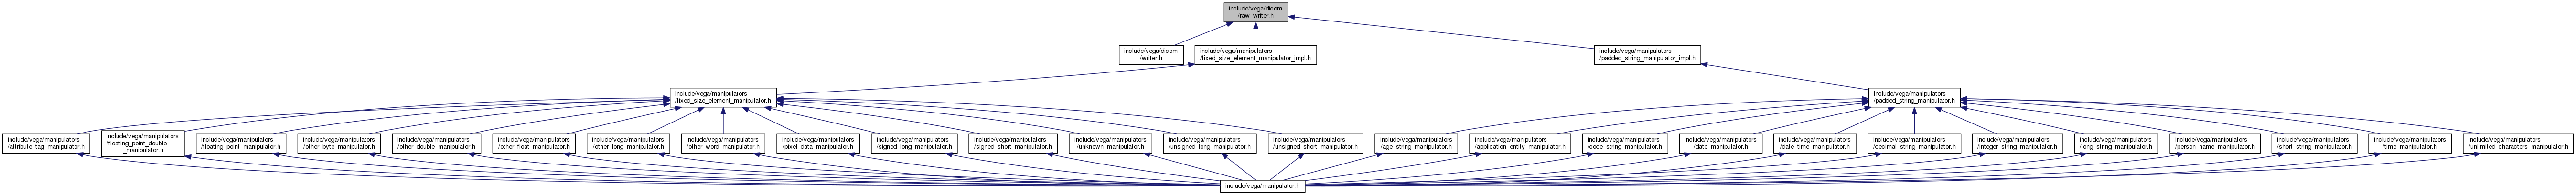 include/vega/dicom
/raw_writer.h
include/vega/dicom
/writer.h
include/vega/manipulators
/fixed_size_element_manipulator_impl.h
include/vega/manipulators
/padded_string_manipulator_impl.h
include/vega/manipulators
/fixed_size_element_manipulator.h
include/vega/manipulators
/padded_string_manipulator.h
include/vega/manipulators
/attribute_tag_manipulator.h
include/vega/manipulators
/floating_point_double
_manipulator.h
include/vega/manipulators
/floating_point_manipulator.h
include/vega/manipulators
/other_byte_manipulator.h
include/vega/manipulators
/other_double_manipulator.h
include/vega/manipulators
/other_float_manipulator.h
include/vega/manipulators
/other_long_manipulator.h
include/vega/manipulators
/other_word_manipulator.h
include/vega/manipulators
/pixel_data_manipulator.h
include/vega/manipulators
/signed_long_manipulator.h
include/vega/manipulators
/signed_short_manipulator.h
include/vega/manipulators
/unknown_manipulator.h
include/vega/manipulators
/unsigned_long_manipulator.h
include/vega/manipulators
/unsigned_short_manipulator.h
include/vega/manipulators
/age_string_manipulator.h
include/vega/manipulators
/application_entity_manipulator.h
include/vega/manipulators
/code_string_manipulator.h
include/vega/manipulators
/date_manipulator.h
include/vega/manipulators
/date_time_manipulator.h
include/vega/manipulators
/decimal_string_manipulator.h
include/vega/manipulators
/integer_string_manipulator.h
include/vega/manipulators
/long_string_manipulator.h
include/vega/manipulators
/person_name_manipulator.h
include/vega/manipulators
/short_string_manipulator.h
include/vega/manipulators
/time_manipulator.h
include/vega/manipulators
/unlimited_characters_manipulator.h
include/vega/manipulator.h